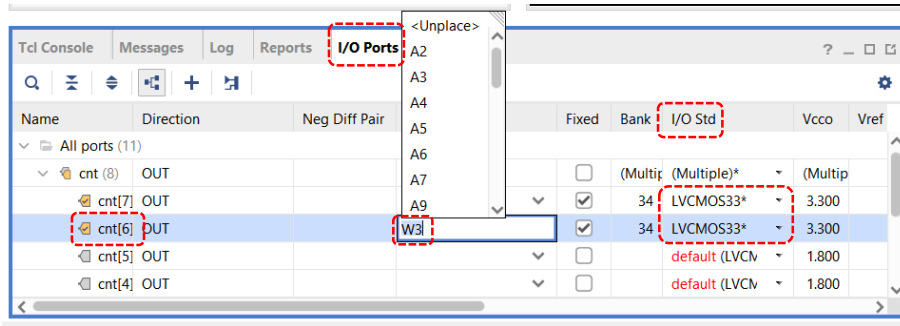 <Unplace>
Tcl Console Messages Log Reports I/O Ports ? _
A2
A3
A4
A5
A6
A7
A9
Name Direction Neg Diff Pair Fixed Bank I/O Std Vcco Vref
All ports (11)
cnt (8) OUT (Multip (Multiple)* (Multip
cnt[7] OUT 34 LVCMOS33* 3.300
cnt[6] OUT W3 34 LVCMOS33* 3.300
cnt[5] OUT default (LVCM 1.800
cnt[4] OUT default (LVCM 1.800